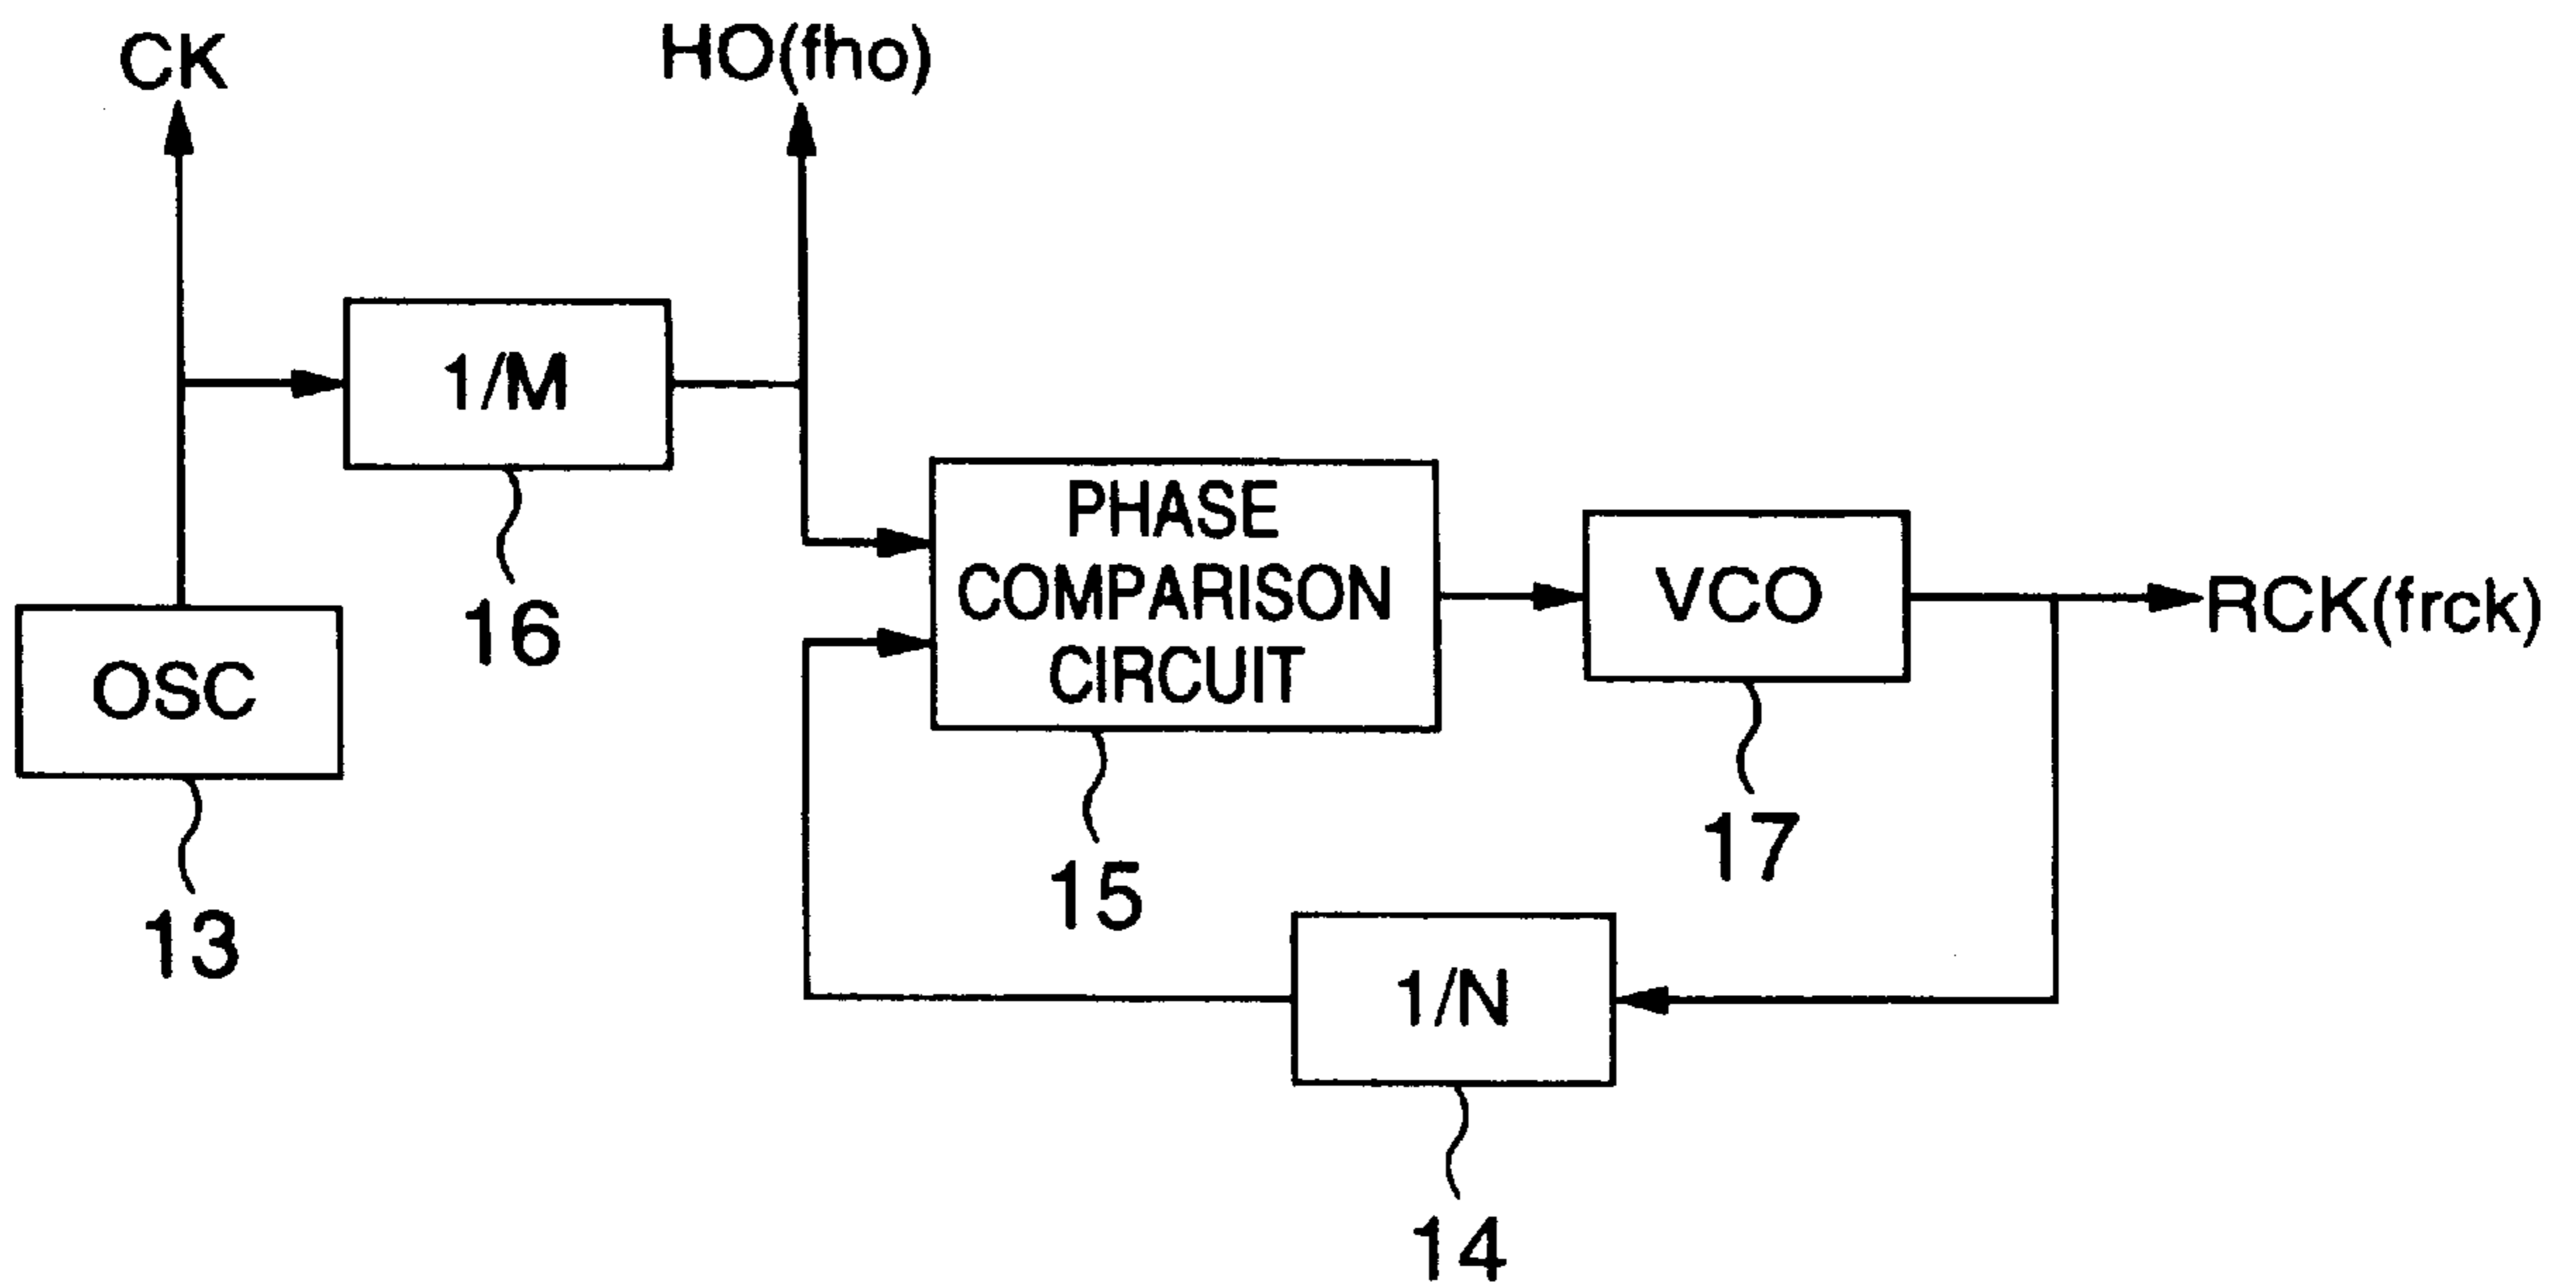 CK
HO(fho)
1/M
16
OSC
13
PHASE
COMPARISON
CIRCUIT
15
VCO
17
RCK(frck)
1/N
14